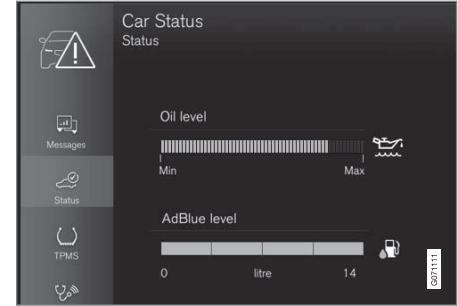 Car Status
Status
Messages
Status
TPMS
Oil level
Min Max
AdBlue level
0 litre 14
G071111